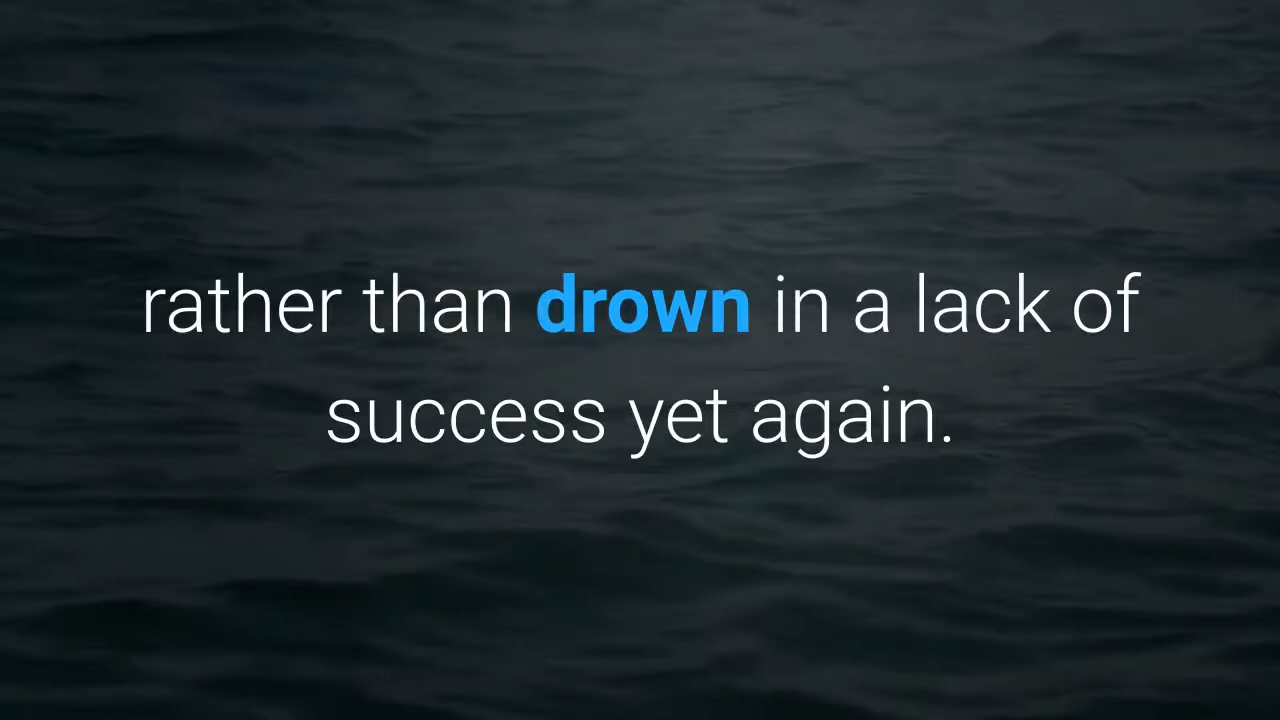 rather than drown in a lack of
success yet again.